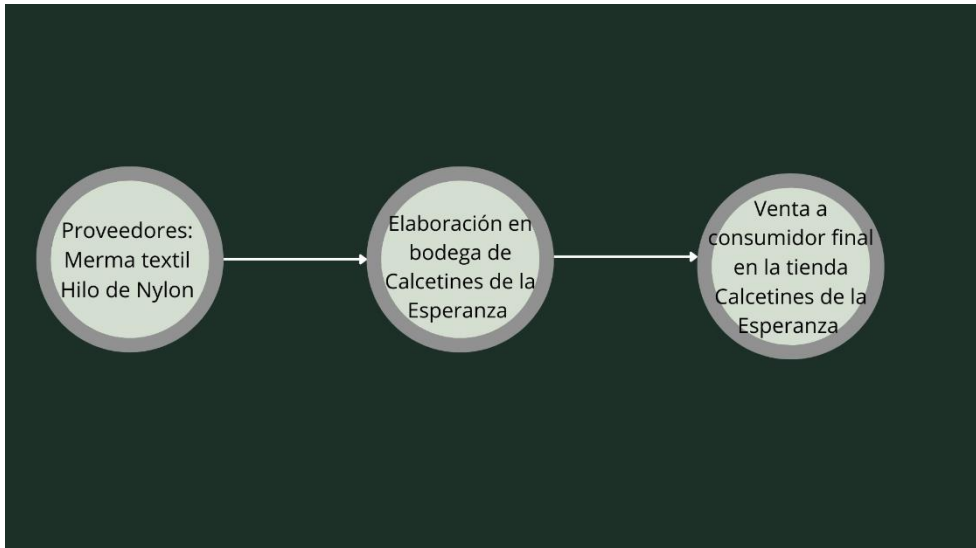 Proveedores:
Merma textil
Hilo de Nylon
Elaboración en
bodega de
Calcetines de la
Esperanza
Venta a
consumidor final
en la tienda
Calcetines de la
Esperanza